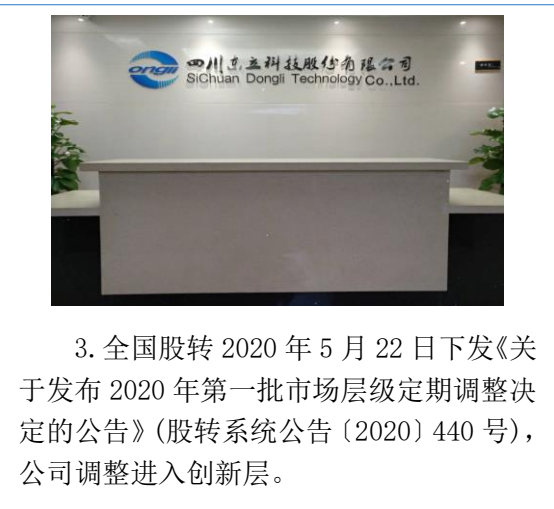 ongli
四川东立科技股份有限公司
SiChuan Dongli Technology Co.,Ltd.
3.全国股转 2020 年 5 月 22 日下发《关
于发布 2020 年第一批市场层级定期调整决
定的公告》(股转系统公告〔2020〕440 号),
公司调整进入创新层。